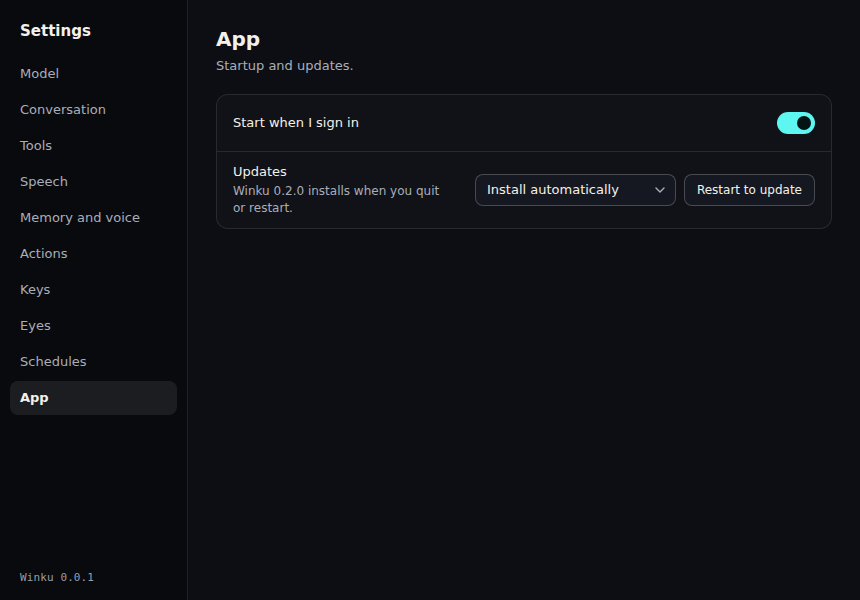 Settings
Model
Conversation
Tools
Speech
Memory and voice
Actions
Keys
Eyes
Schedules
App
Winku 0.0.1
App
Startup and updates.
Start when I sign in
Updates
Winku 0.2.0 installs when you quit
or restart.
Install automatically
Restart to update